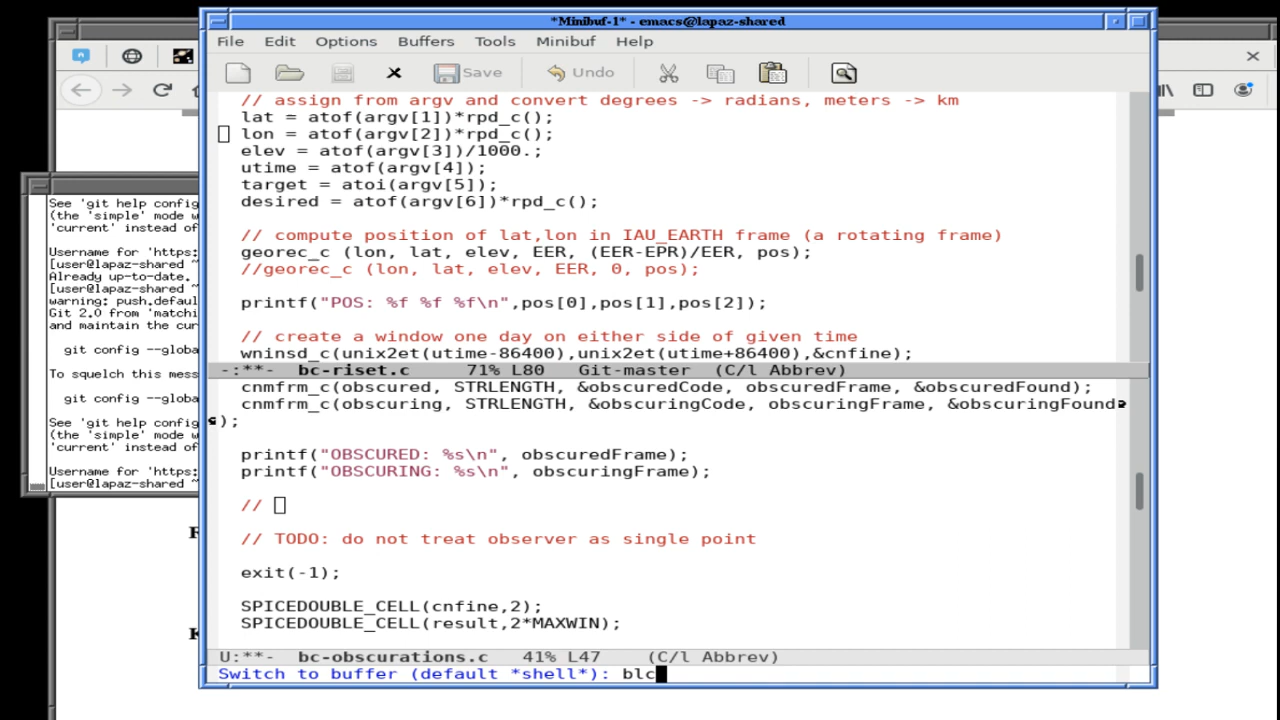 *Minibuf-1* - emacs@lapaz-shared
File Edit Options Buffers Tools Minibuf Help
Save Undo
// assign from argv and convert degrees -> radians, meters -> km
lat = atof(argv[1])*rpd_c();
lon = atof(argv[2])*rpd_c();
elev = atof(argv[3])/1000.;
utime = atof(argv[4]);
target = atoi(argv[5]);
desired = atof(argv[6])*rpd_c();
// compute position of lat,lon in IAU_EARTH frame (a rotating frame)
georec_c (lon, lat, elev, EER, (EER-EPR)/EER, pos);
//georec_c (lon, lat, elev, EER, 0, pos);
printf("POS: %f %f %f\n",pos[0],pos[1],pos[2]);
// create a window one day on either side of given time
wninsd_c(unix2et(utime-86400),unix2et(utime+86400),&cnfine);
-:**- bc-riset.c 71% L80 Git-master (C/l Abbrev)
cnmfrm_c(obscured, STRLENGTH, &obscuredCode, obscuredFrame, &obscuredFound);
cnmfrm_c(obscuring, STRLENGTH, &obscuringCode, obscuringFrame, &obscuringFound
);
printf("OBSCURED: %s\n", obscuredFrame);
printf("OBSCURING: %s\n", obscuringFrame);
//
// TODO: do not treat observer as single point
exit(-1);
SPICEDOUBLE_CELL(cnfine,2);
SPICEDOUBLE_CELL(result,2*MAXWIN);
U:**- bc-obscurations.c 41% L47 (C/l Abbrev)
Switch to buffer (default *shell*): blc
See 'git help config
(the 'simple' mode w
'current' instead of
Username for 'https:
[user@lapaz-shared ~
Already up-to-date.
[user@lapaz-shared ~
warning: push.defaul
Git 2.0 from 'matchi
and maintain the cur
git config --globa
To squelch this mess
git config --globa
See 'git help config
(the 'simple' mode w
'current' instead of
Username for 'https:
[user@lapaz-shared ~